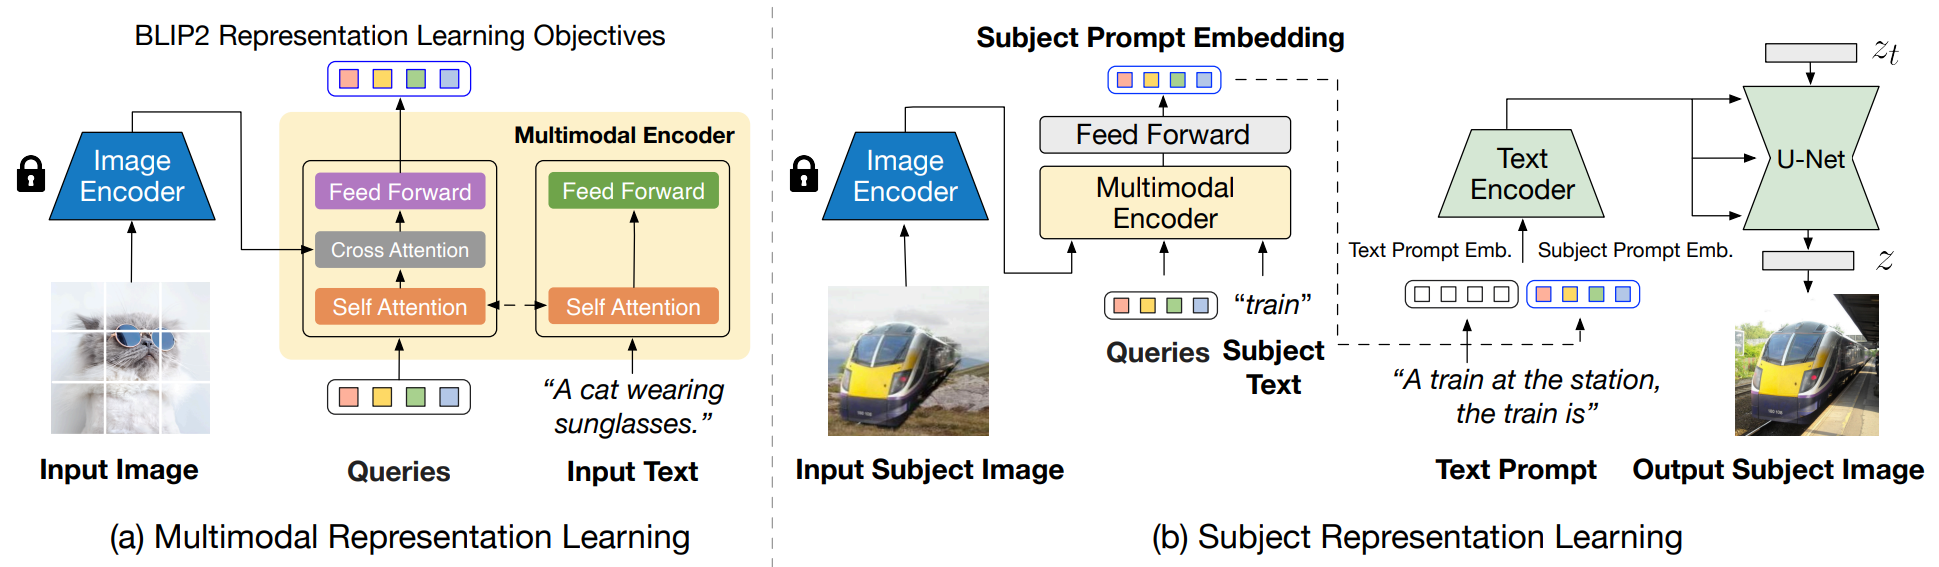 BLIP2 Representation Learning Objectives
Multimodal Encoder
Image
Encoder
Feed Forward
Feed Forward
Cross Attention
Self Attention
Self Attention
"A cat wearing
sunglasses."
Input Image
Queries
Input Text
(a) Multimodal Representation Learning
Subject Prompt Embedding
Image
Encoder
Feed Forward
Multimodal
Encoder
"train"
Queries
Subject
Text
Input Subject Image
Text
Encoder
Text Prompt Emb.
Subject Prompt Emb.
"A train at the station,
the train is"
Text Prompt
z_t
U-Net
z
Output Subject Image
(b) Subject Representation Learning